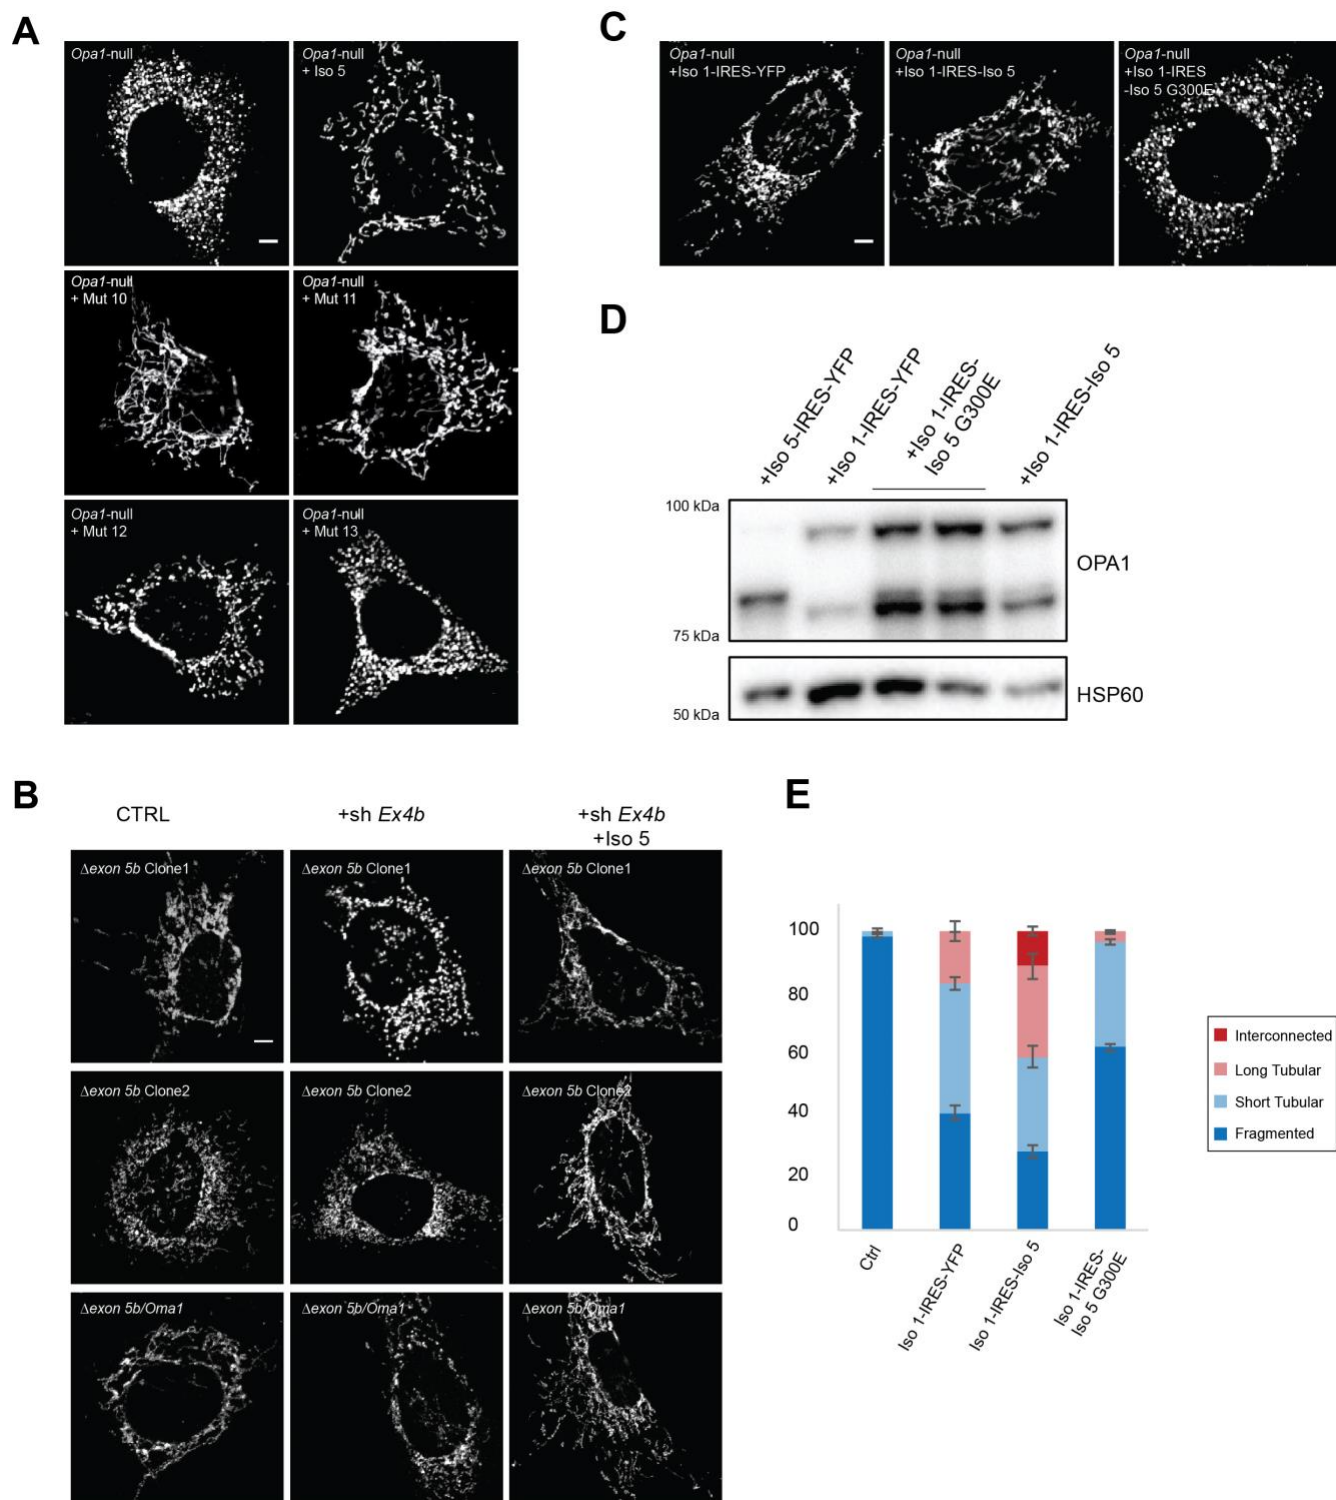 A
Opa1-null
Opa1-null
+ Iso 5
Opa1-null
+ Mut 10
Opa1-null
+ Mut 11
Opa1-null
+ Mut 12
Opa1-null
+ Mut 13
B
CTRL
+sh Ex4b
+sh Ex4b
+Iso 5
Δexon 5b Clone1
Δexon 5b Clone1
Δexon 5b Clone1
Δexon 5b Clone2
Δexon 5b Clone2
Δexon 5b Clone2
Δexon 5b/Oma1
Δexon 5b/Oma1
Δexon 5b/Oma1
C
Opa1-null
+Iso 1-IRES-YFP
Opa1-null
+Iso 1-IRES-Iso 5
Opa1-null
+Iso 1-IRES
-Iso 5 G300E
D
+Iso 5-IRES-YFP
+Iso 1-IRES-YFP
+Iso 1-IRES-
Iso 5 G300E
+Iso 1-IRES-Iso 5
100 kDa
OPA1
75 kDa
HSP60
50 kDa
E
100
80
60
40
20
0
Ctrl
Iso 1-IRES-YFP
Iso 1-IRES-Iso 5
Iso 1-IRES-
Iso 5 G300E
Interconnected
Long Tubular
Short Tubular
Fragmented